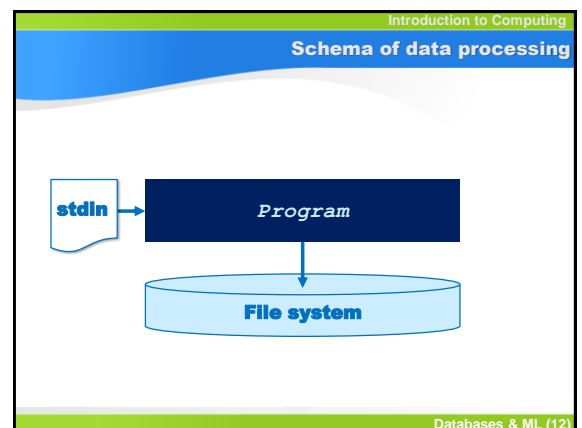 Introduction to Computing
Schema of data processing
stdIn
Program
File system
Databases & ML (12)